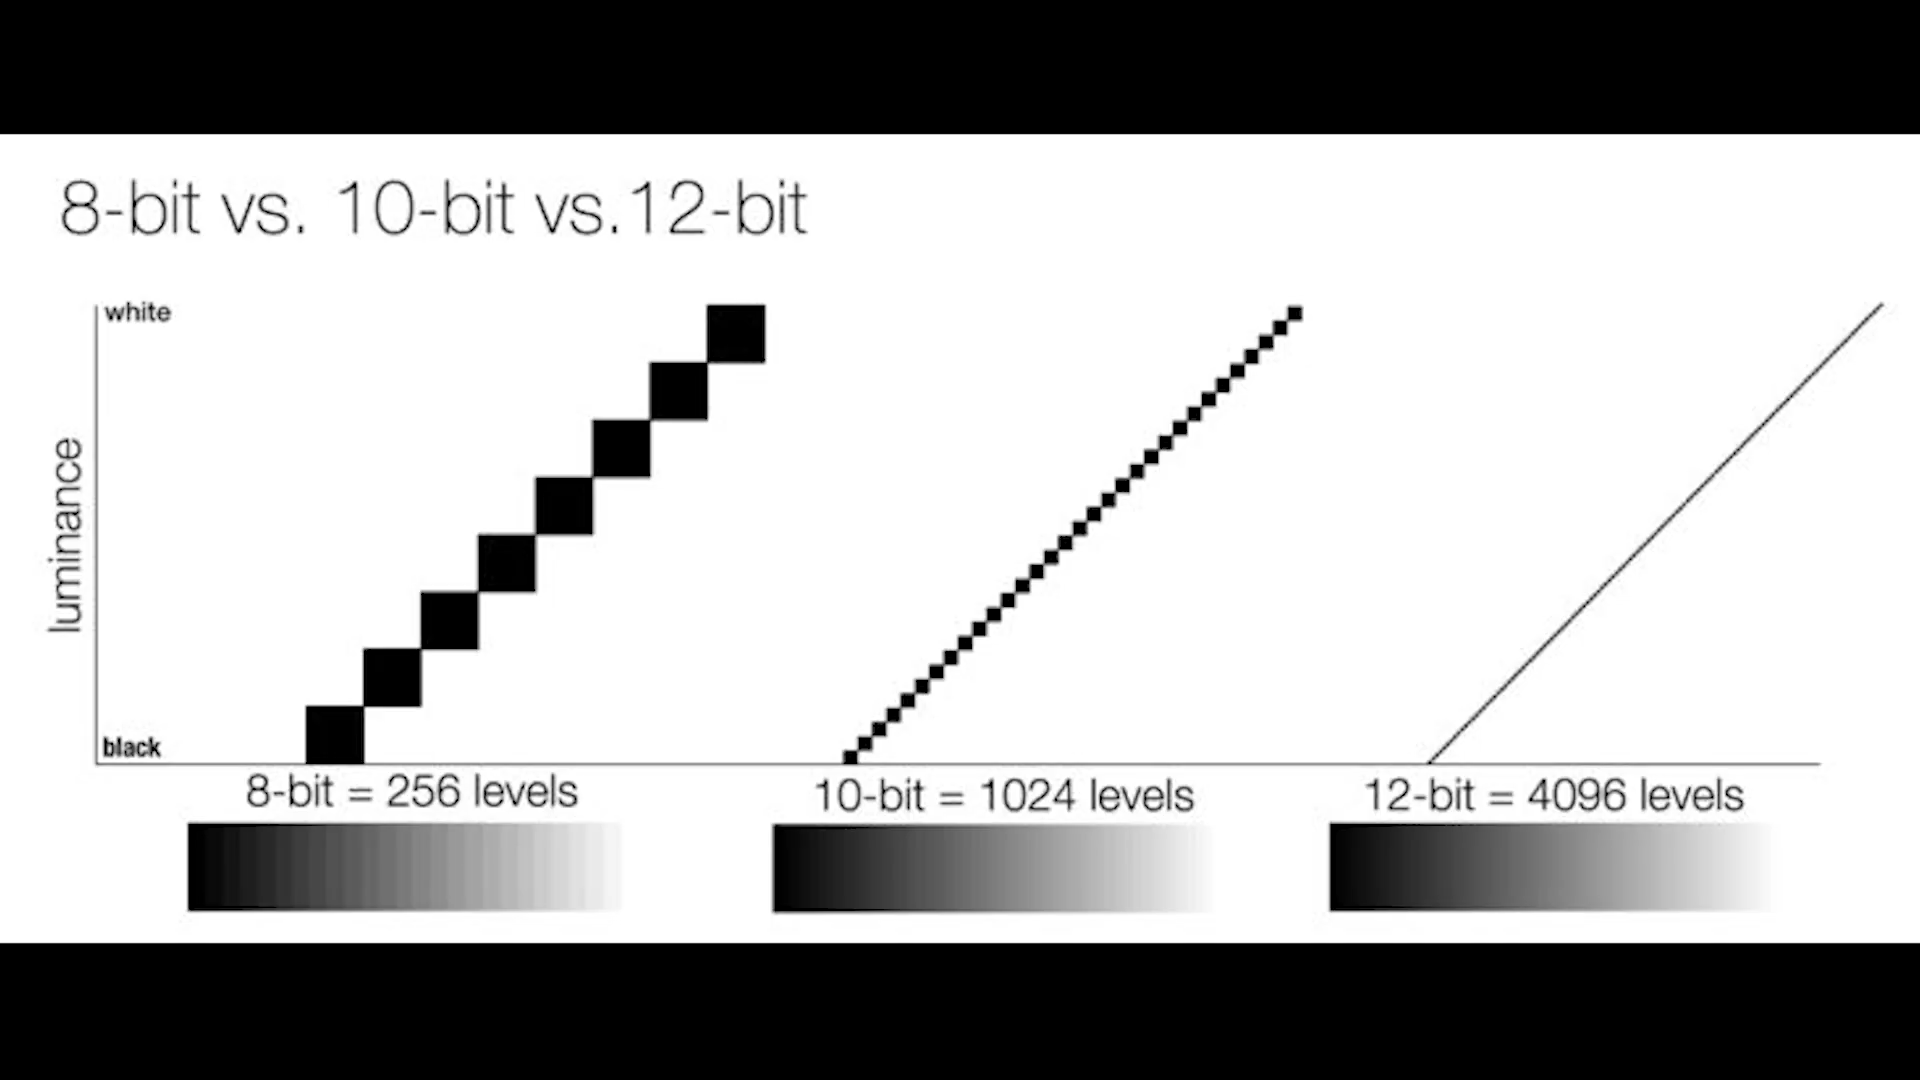 8-bit vs. 10-bit vs.12-bit
white
luminance
black
8-bit = 256 levels
10-bit = 1024 levels
12-bit = 4096 levels